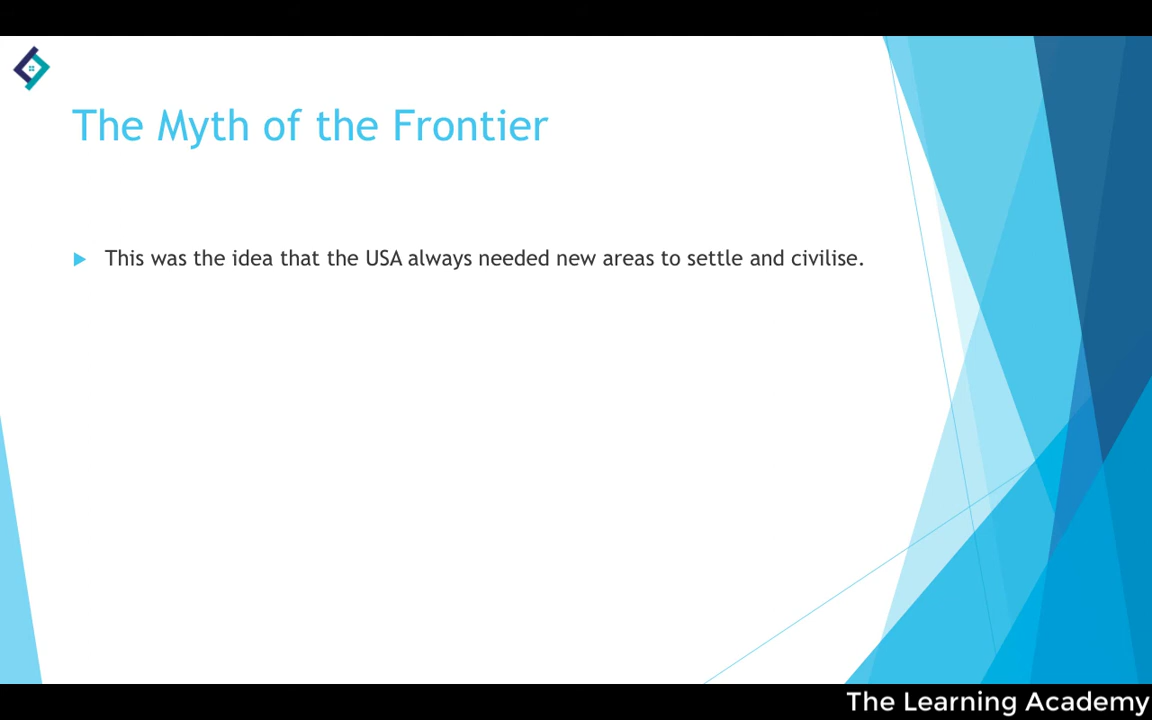 The Myth of the Frontier
This was the idea that the USA always needed new areas to settle and civilise.
The Learning Academy